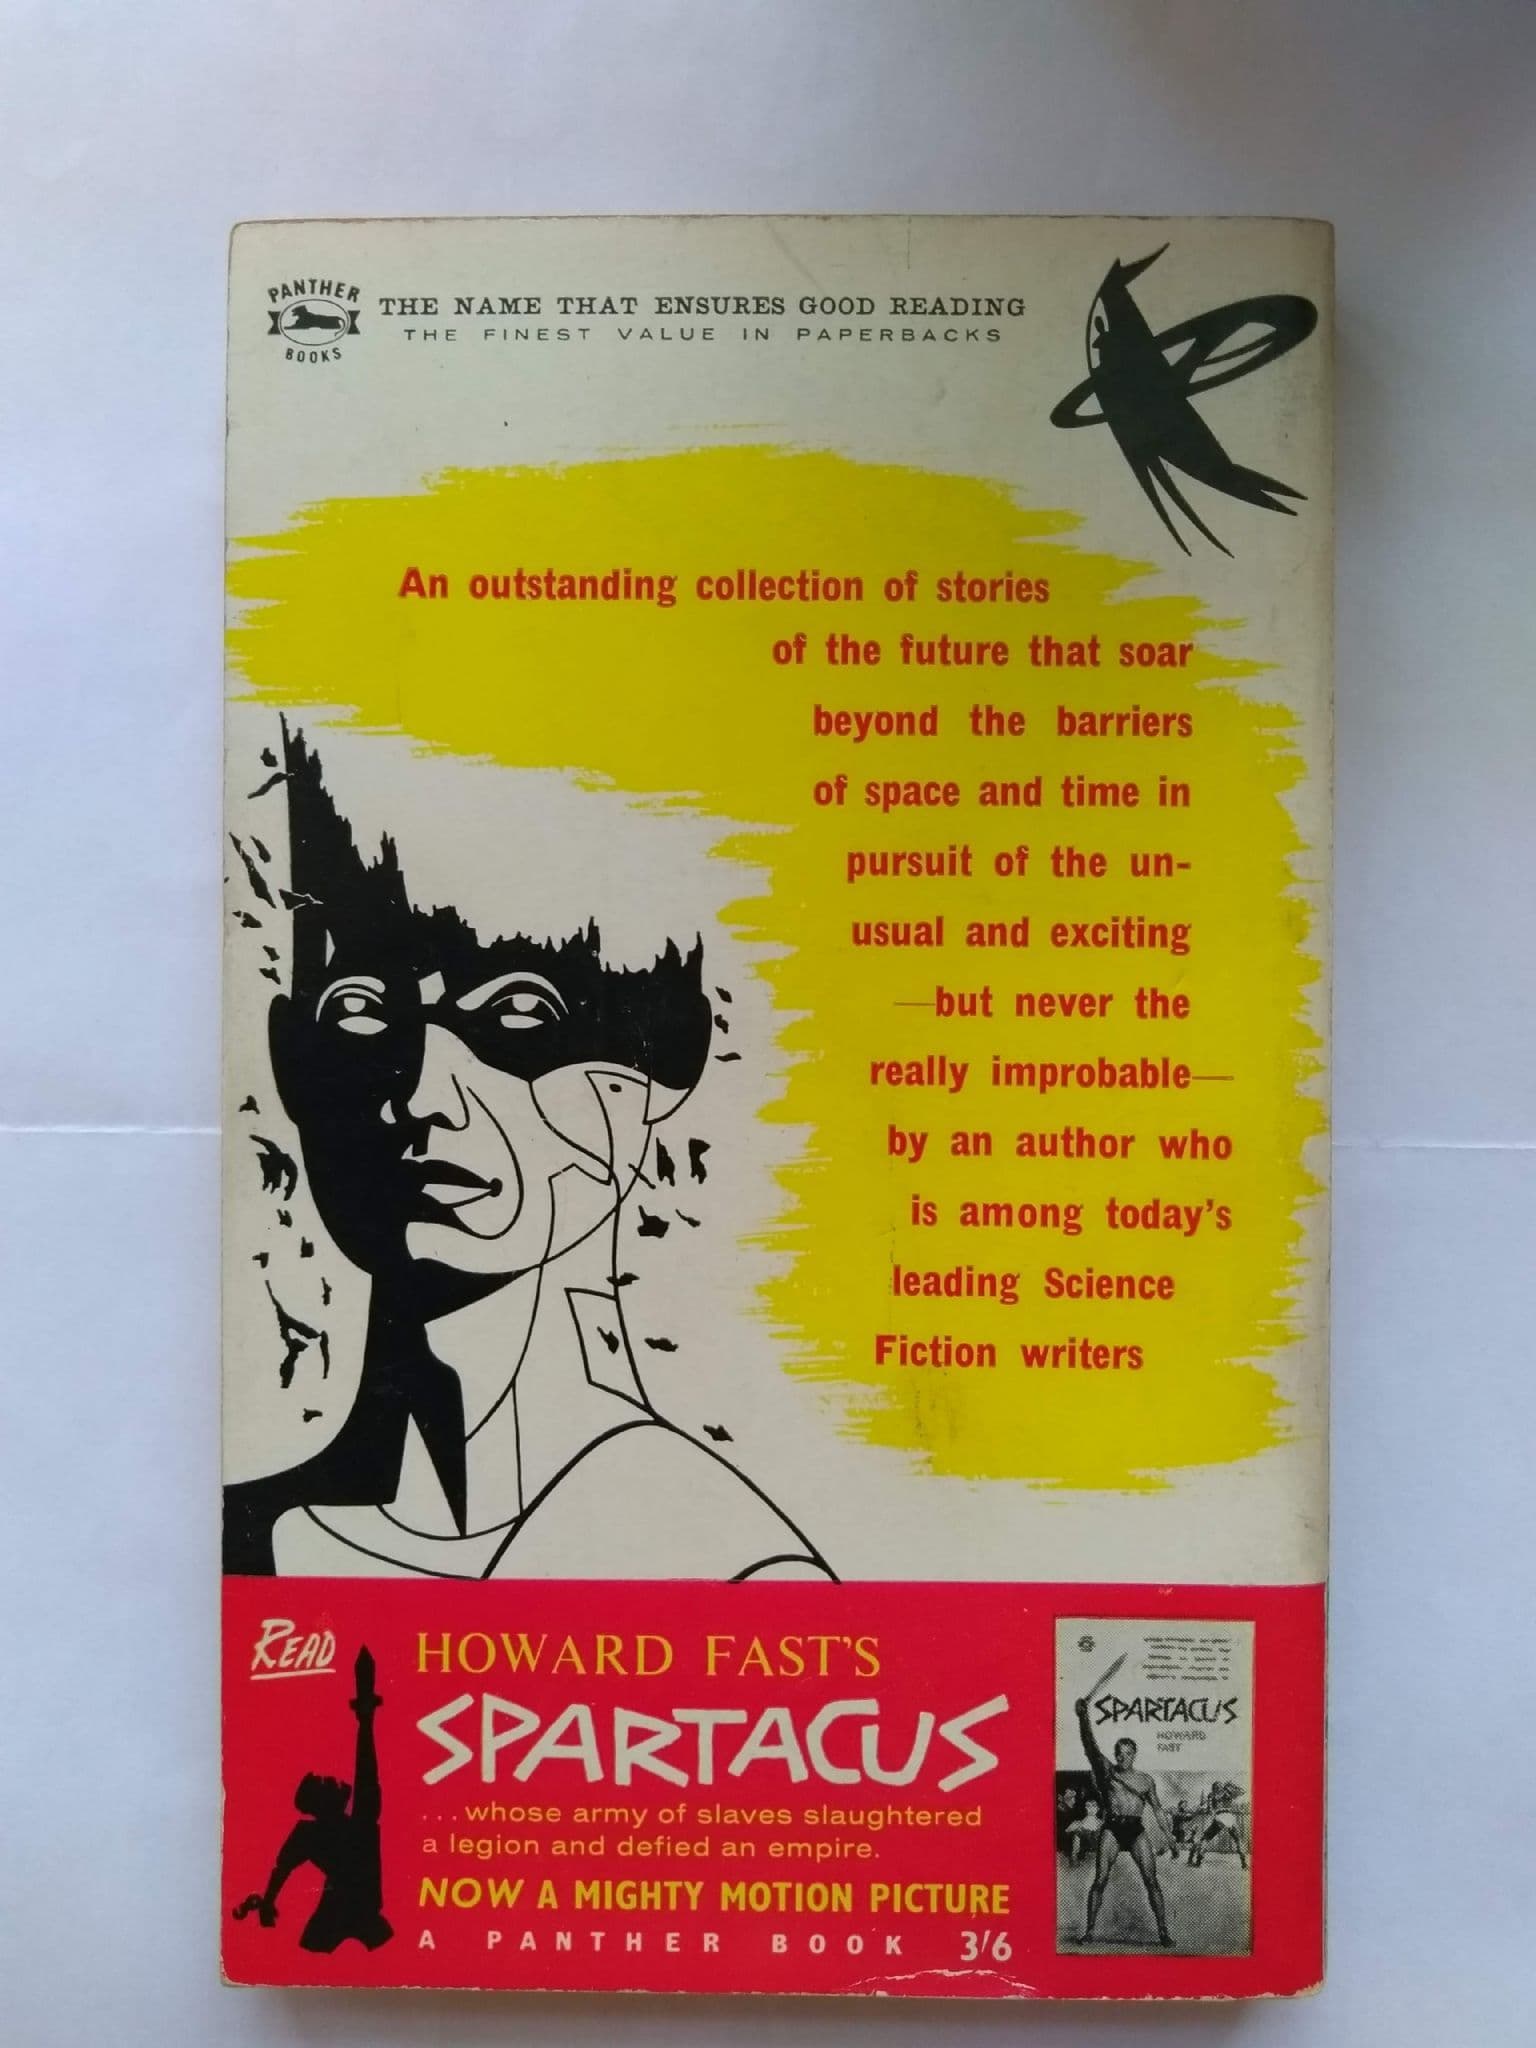 PANTHER
BOOKS
THE NAME THAT ENSURES GOOD READING
THE FINEST VALUE IN PAPERBACKS
An outstanding collection of stories
of the future that soar
beyond the barriers
of space and time in
pursuit of the un-
usual and exciting
—but never the
really improbable—
by an author who
is among today's
leading Science
Fiction writers
READ
HOWARD FAST'S
SPARTACUS
...whose army of slaves slaughtered
a legion and defied an empire.
NOW A MIGHTY MOTION PICTURE
A PANTHER BOOK 3/6
SPARTACUS
HOWARD
FAST